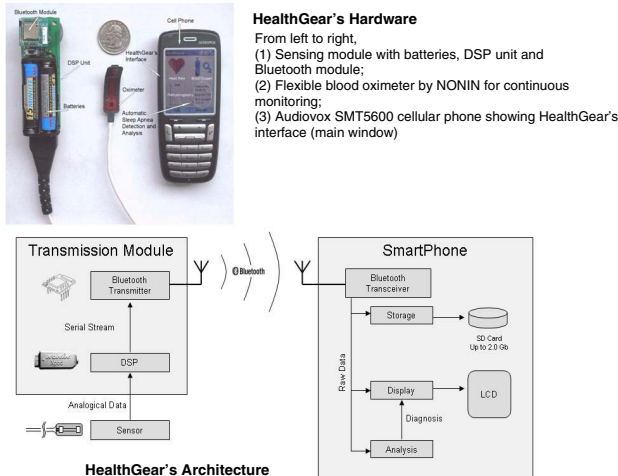 Bluetooth Module
Cell Phone
HealthGear's
Interface
DSP Unit
Oximeter
Batteries
Automatic
Sleep Apnea
Detection and
Analysis
HealthGear's Hardware
From left to right,
(1) Sensing module with batteries, DSP unit and
Bluetooth module;
(2) Flexible blood oximeter by NONIN for continuous
monitoring;
(3) Audiovox SMT5600 cellular phone showing HealthGear's
interface (main window)
Transmission Module
Bluetooth
Transmitter
Serial Stream
DSP
Analogical Data
Sensor
Bluetooth
SmartPhone
Bluetooth
Transceiver
Storage
SD Card
Up to 2.0 Gb
Raw Data
Display
LCD
Diagnosis
Analysis
HealthGear's Architecture